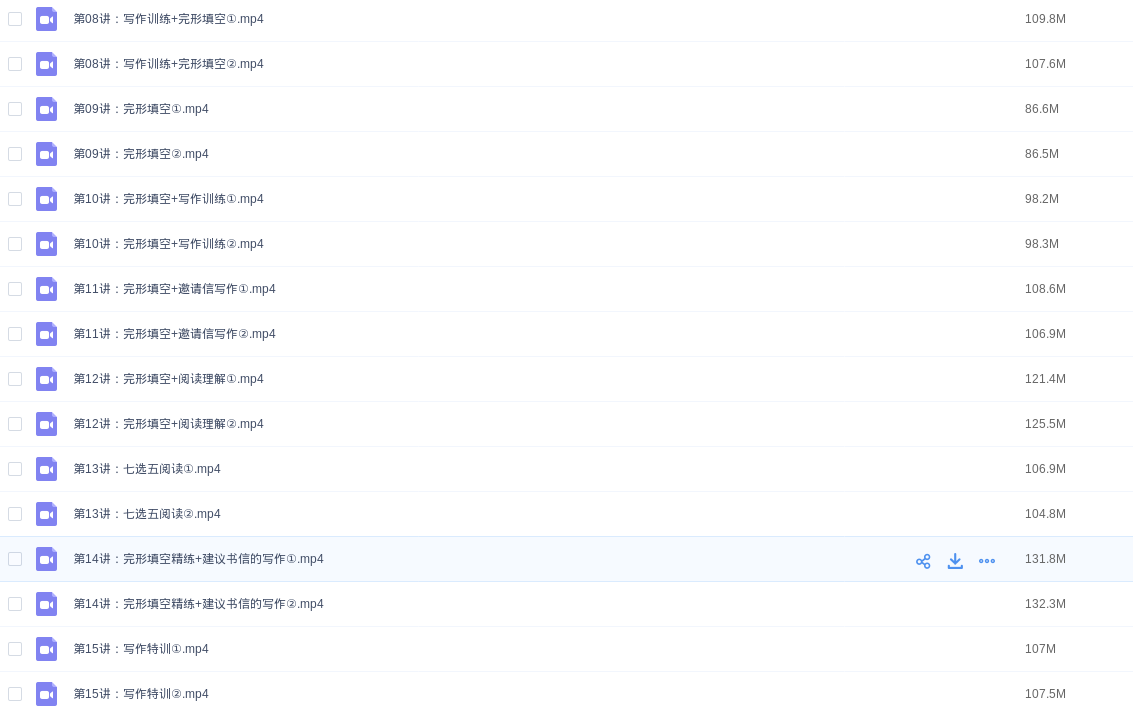 第08讲：写作训练+完形填空①.mp4 109.8M
第08讲：写作训练+完形填空②.mp4 107.6M
第09讲：完形填空①.mp4 86.6M
第09讲：完形填空②.mp4 86.5M
第10讲：完形填空+写作训练①.mp4 98.2M
第10讲：完形填空+写作训练②.mp4 98.3M
第11讲：完形填空+邀请信写作①.mp4 108.6M
第11讲：完形填空+邀请信写作②.mp4 106.9M
第12讲：完形填空+阅读理解①.mp4 121.4M
第12讲：完形填空+阅读理解②.mp4 125.5M
第13讲：七选五阅读①.mp4 106.9M
第13讲：七选五阅读②.mp4 104.8M
第14讲：完形填空精练+建议书信的写作①.mp4 131.8M
第14讲：完形填空精练+建议书信的写作②.mp4 132.3M
第15讲：写作特训①.mp4 107M
第15讲：写作特训②.mp4 107.5M